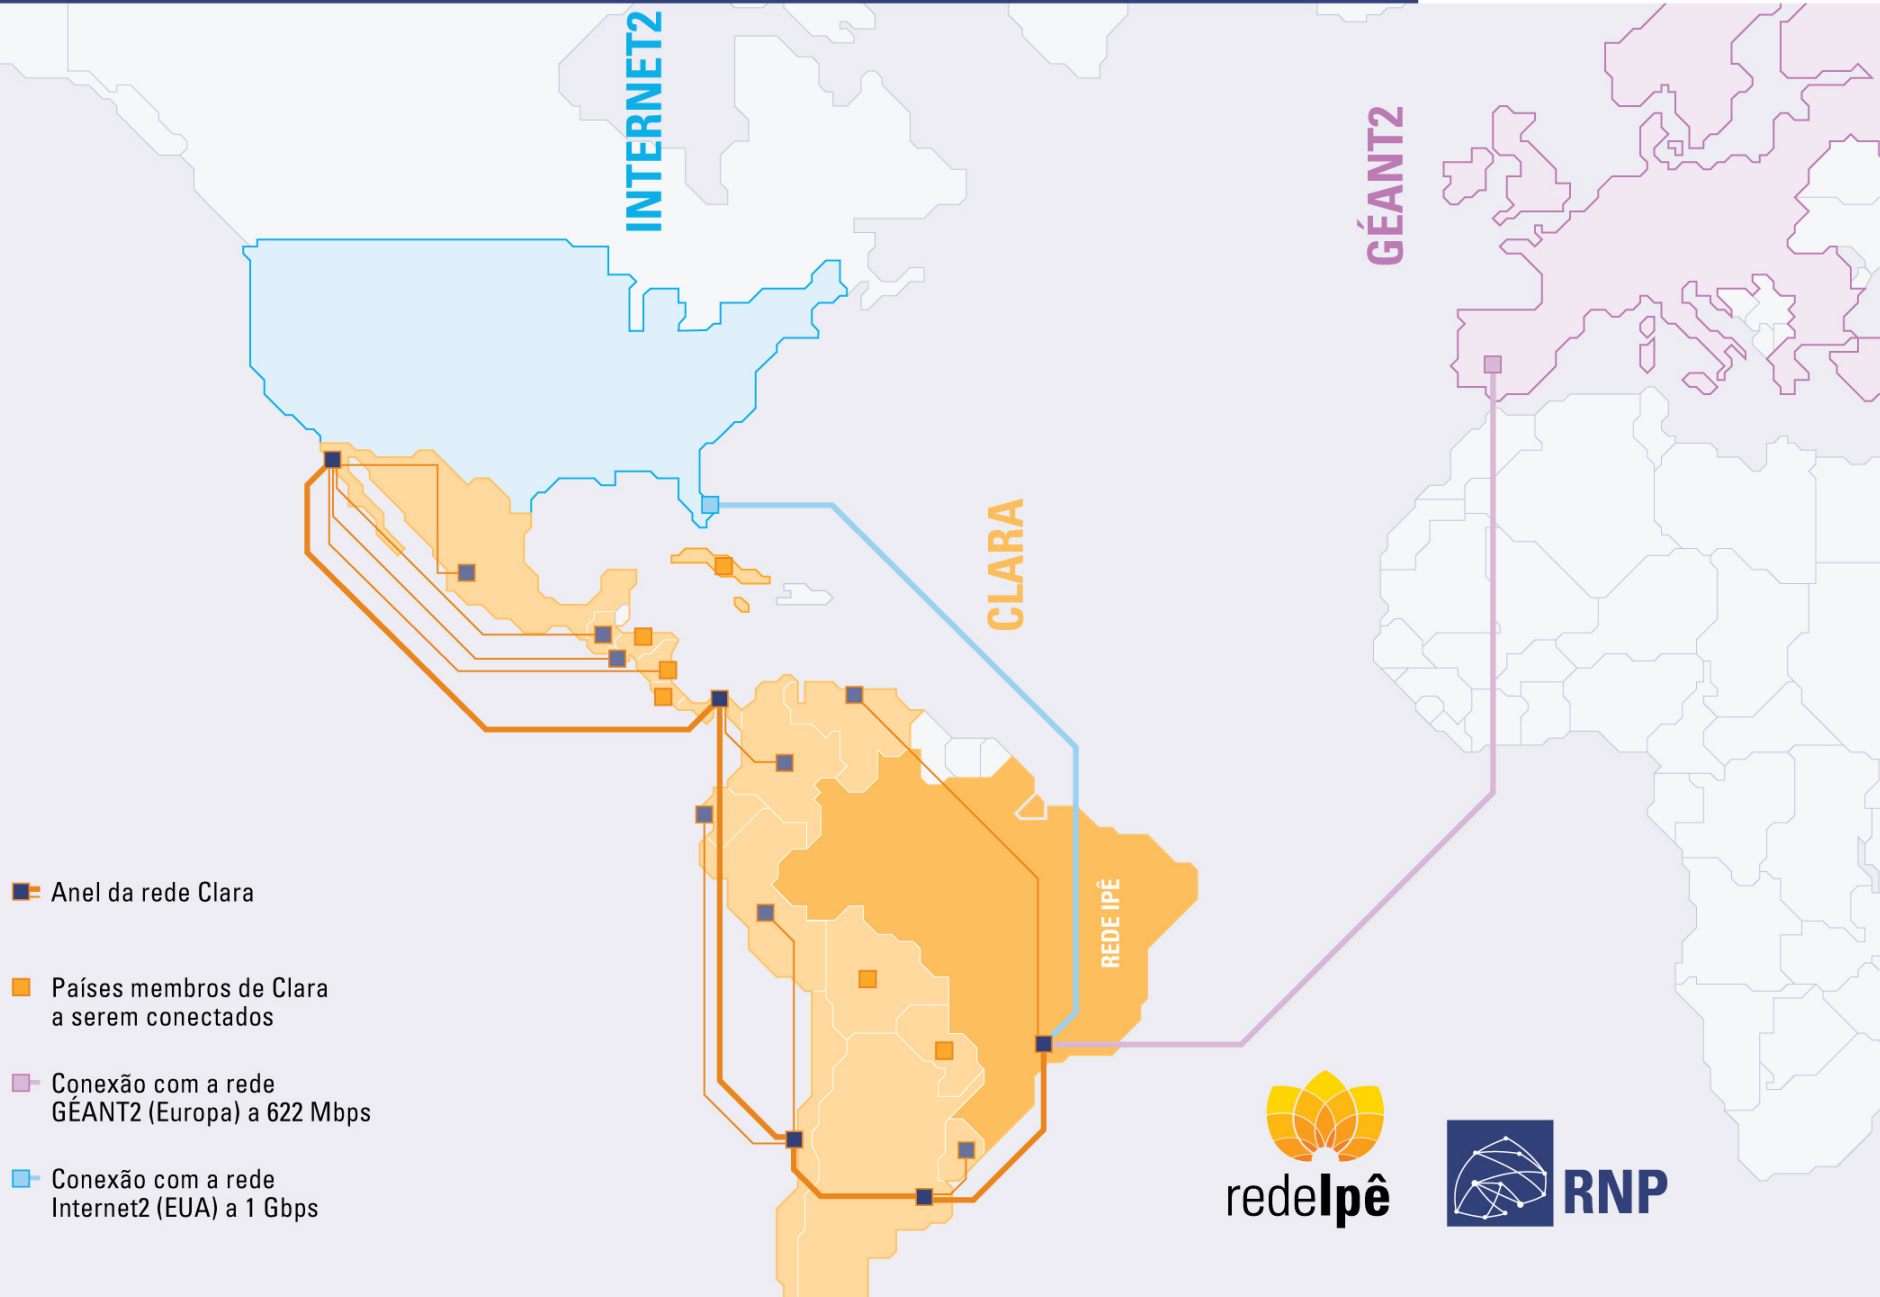 INTERNET2
GÉANT2
CLARA
REDE IPÊ
Anel da rede Clara
Países membros de Clara
a serem conectados
Conexão com a rede
GÉANT2 (Europa) a 622 Mbps
Conexão com a rede
Internet2 (EUA) a 1 Gbps
redeIpê
RNP